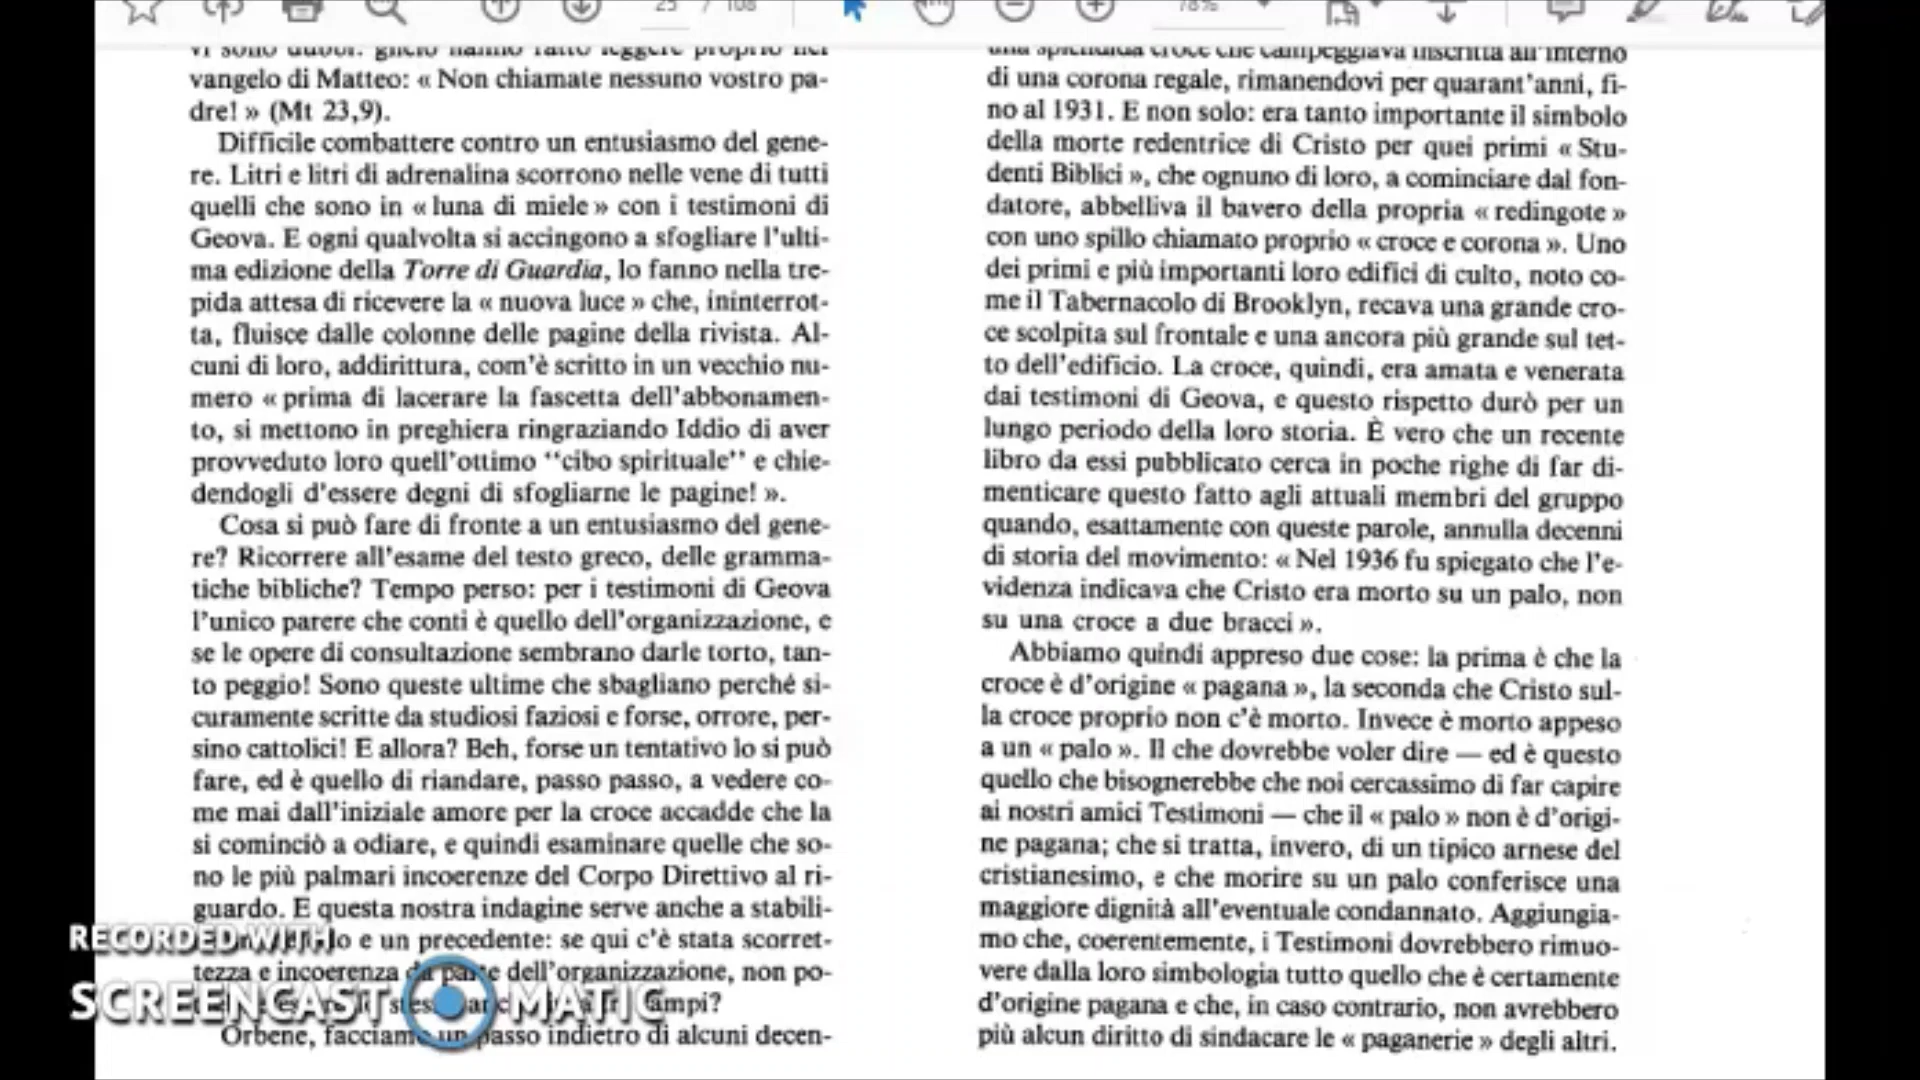 25 / 108
78%
vi sono dubbi: glielo hanno fatto leggere proprio nel
vangelo di Matteo: « Non chiamate nessuno vostro pa-
dre! » (Mt 23,9).
Difficile combattere contro un entusiasmo del gene-
re. Litri e litri di adrenalina scorrono nelle vene di tutti
quelli che sono in « luna di miele » con i testimoni di
Geova. E ogni qualvolta si accingono a sfogliare l'ulti-
ma edizione della Torre di Guardia, lo fanno nella tre-
pida attesa di ricevere la « nuova luce » che, ininterrot-
ta, fluisce dalle colonne delle pagine della rivista. Al-
cuni di loro, addirittura, com'è scritto in un vecchio nu-
mero « prima di lacerare la fascetta dell'abbonamen-
to, si mettono in preghiera ringraziando Iddio di aver
provveduto loro quell'ottimo ‘‘cibo spirituale’’ e chie-
dendogli d'essere degni di sfogliarne le pagine! ».
Cosa si può fare di fronte a un entusiasmo del gene-
re? Ricorrere all'esame del testo greco, delle gramma-
tiche bibliche? Tempo perso: per i testimoni di Geova
l'unico parere che conti è quello dell'organizzazione, e
se le opere di consultazione sembrano darle torto, tan-
to peggio! Sono queste ultime che sbagliano perché si-
curamente scritte da studiosi faziosi e forse, orrore, per-
sino cattolici! E allora? Beh, forse un tentativo lo si può
fare, ed è quello di riandare, passo passo, a vedere co-
me mai dall'iniziale amore per la croce accadde che la
si cominciò a odiare, e quindi esaminare quelle che so-
no le più palmari incoerenze del Corpo Direttivo al ri-
guardo. E questa nostra indagine serve anche a stabili-
e un precedente: se qui c'è stata scorret-
tezza e incoerenza da parte dell'organizzazione, non po-
campi?
Orbene, facciamo un passo indietro di alcuni decen-
una splendida croce che campeggiava inscritta all'interno
di una corona regale, rimanendovi per quarant'anni, fi-
no al 1931. E non solo: era tanto importante il simbolo
della morte redentrice di Cristo per quei primi « Stu-
denti Biblici », che ognuno di loro, a cominciare dal fon-
datore, abbelliva il bavero della propria « redingote »
con uno spillo chiamato proprio « croce e corona ». Uno
dei primi e più importanti loro edifici di culto, noto co-
me il Tabernacolo di Brooklyn, recava una grande cro-
ce scolpita sul frontale e una ancora più grande sul tet-
to dell'edificio. La croce, quindi, era amata e venerata
dai testimoni di Geova, e questo rispetto durò per un
lungo periodo della loro storia. È vero che un recente
libro da essi pubblicato cerca in poche righe di far di-
menticare questo fatto agli attuali membri del gruppo
quando, esattamente con queste parole, annulla decenni
di storia del movimento: « Nel 1936 fu spiegato che l'e-
videnza indicava che Cristo era morto su un palo, non
su una croce a due bracci ».
Abbiamo quindi appreso due cose: la prima è che la
croce è d'origine « pagana », la seconda che Cristo sul-
la croce proprio non c'è morto. Invece è morto appeso
a un « palo ». Il che dovrebbe voler dire — ed è questo
quello che bisognerebbe che noi cercassimo di far capire
ai nostri amici Testimoni — che il « palo » non è d'origi-
ne pagana; che si tratta, invero, di un tipico arnese del
cristianesimo, e che morire su un palo conferisce una
maggiore dignità all'eventuale condannato. Aggiungia-
mo che, coerentemente, i Testimoni dovrebbero rimuo-
vere dalla loro simbologia tutto quello che è certamente
d'origine pagana e che, in caso contrario, non avrebbero
più alcun diritto di sindacare le « paganerie » degli altri.
RECORDED WITH
SCREENCAST MATIC